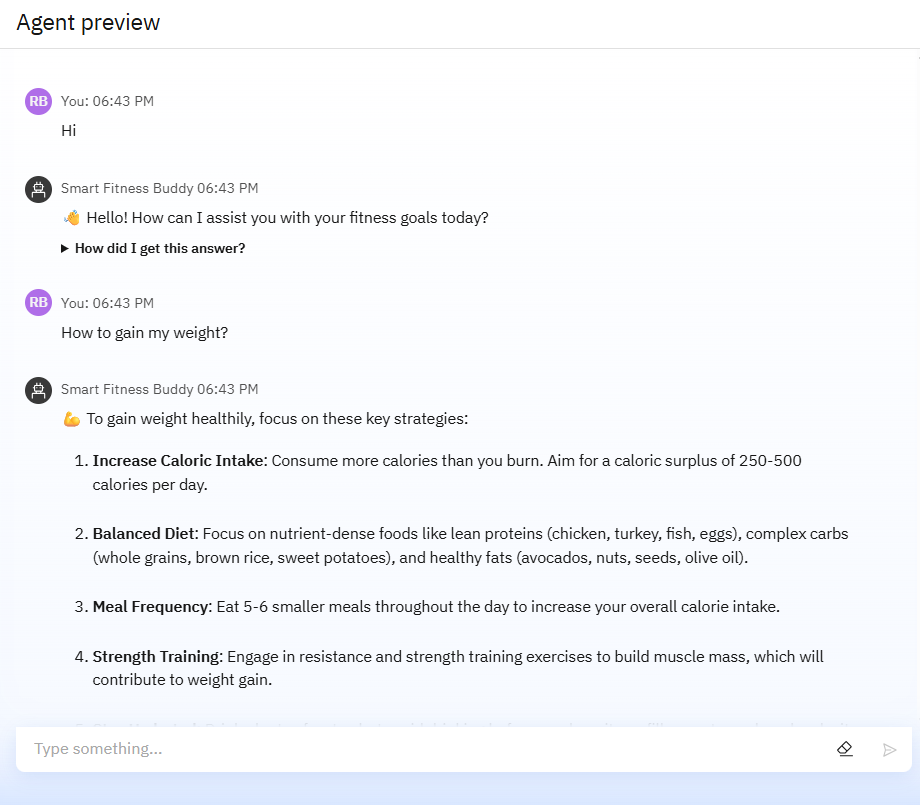 Agent preview
RB
You: 06:43 PM
Hi
Smart Fitness Buddy 06:43 PM
👋 Hello! How can I assist you with your fitness goals today?
▶ How did I get this answer?
RB
You: 06:43 PM
How to gain my weight?
Smart Fitness Buddy 06:43 PM
💪 To gain weight healthily, focus on these key strategies:
1. Increase Caloric Intake: Consume more calories than you burn. Aim for a caloric surplus of 250-500
calories per day.
2. Balanced Diet: Focus on nutrient-dense foods like lean proteins (chicken, turkey, fish, eggs), complex carbs
(whole grains, brown rice, sweet potatoes), and healthy fats (avocados, nuts, seeds, olive oil).
3. Meal Frequency: Eat 5-6 smaller meals throughout the day to increase your overall calorie intake.
4. Strength Training: Engage in resistance and strength training exercises to build muscle mass, which will
contribute to weight gain.
Type something...